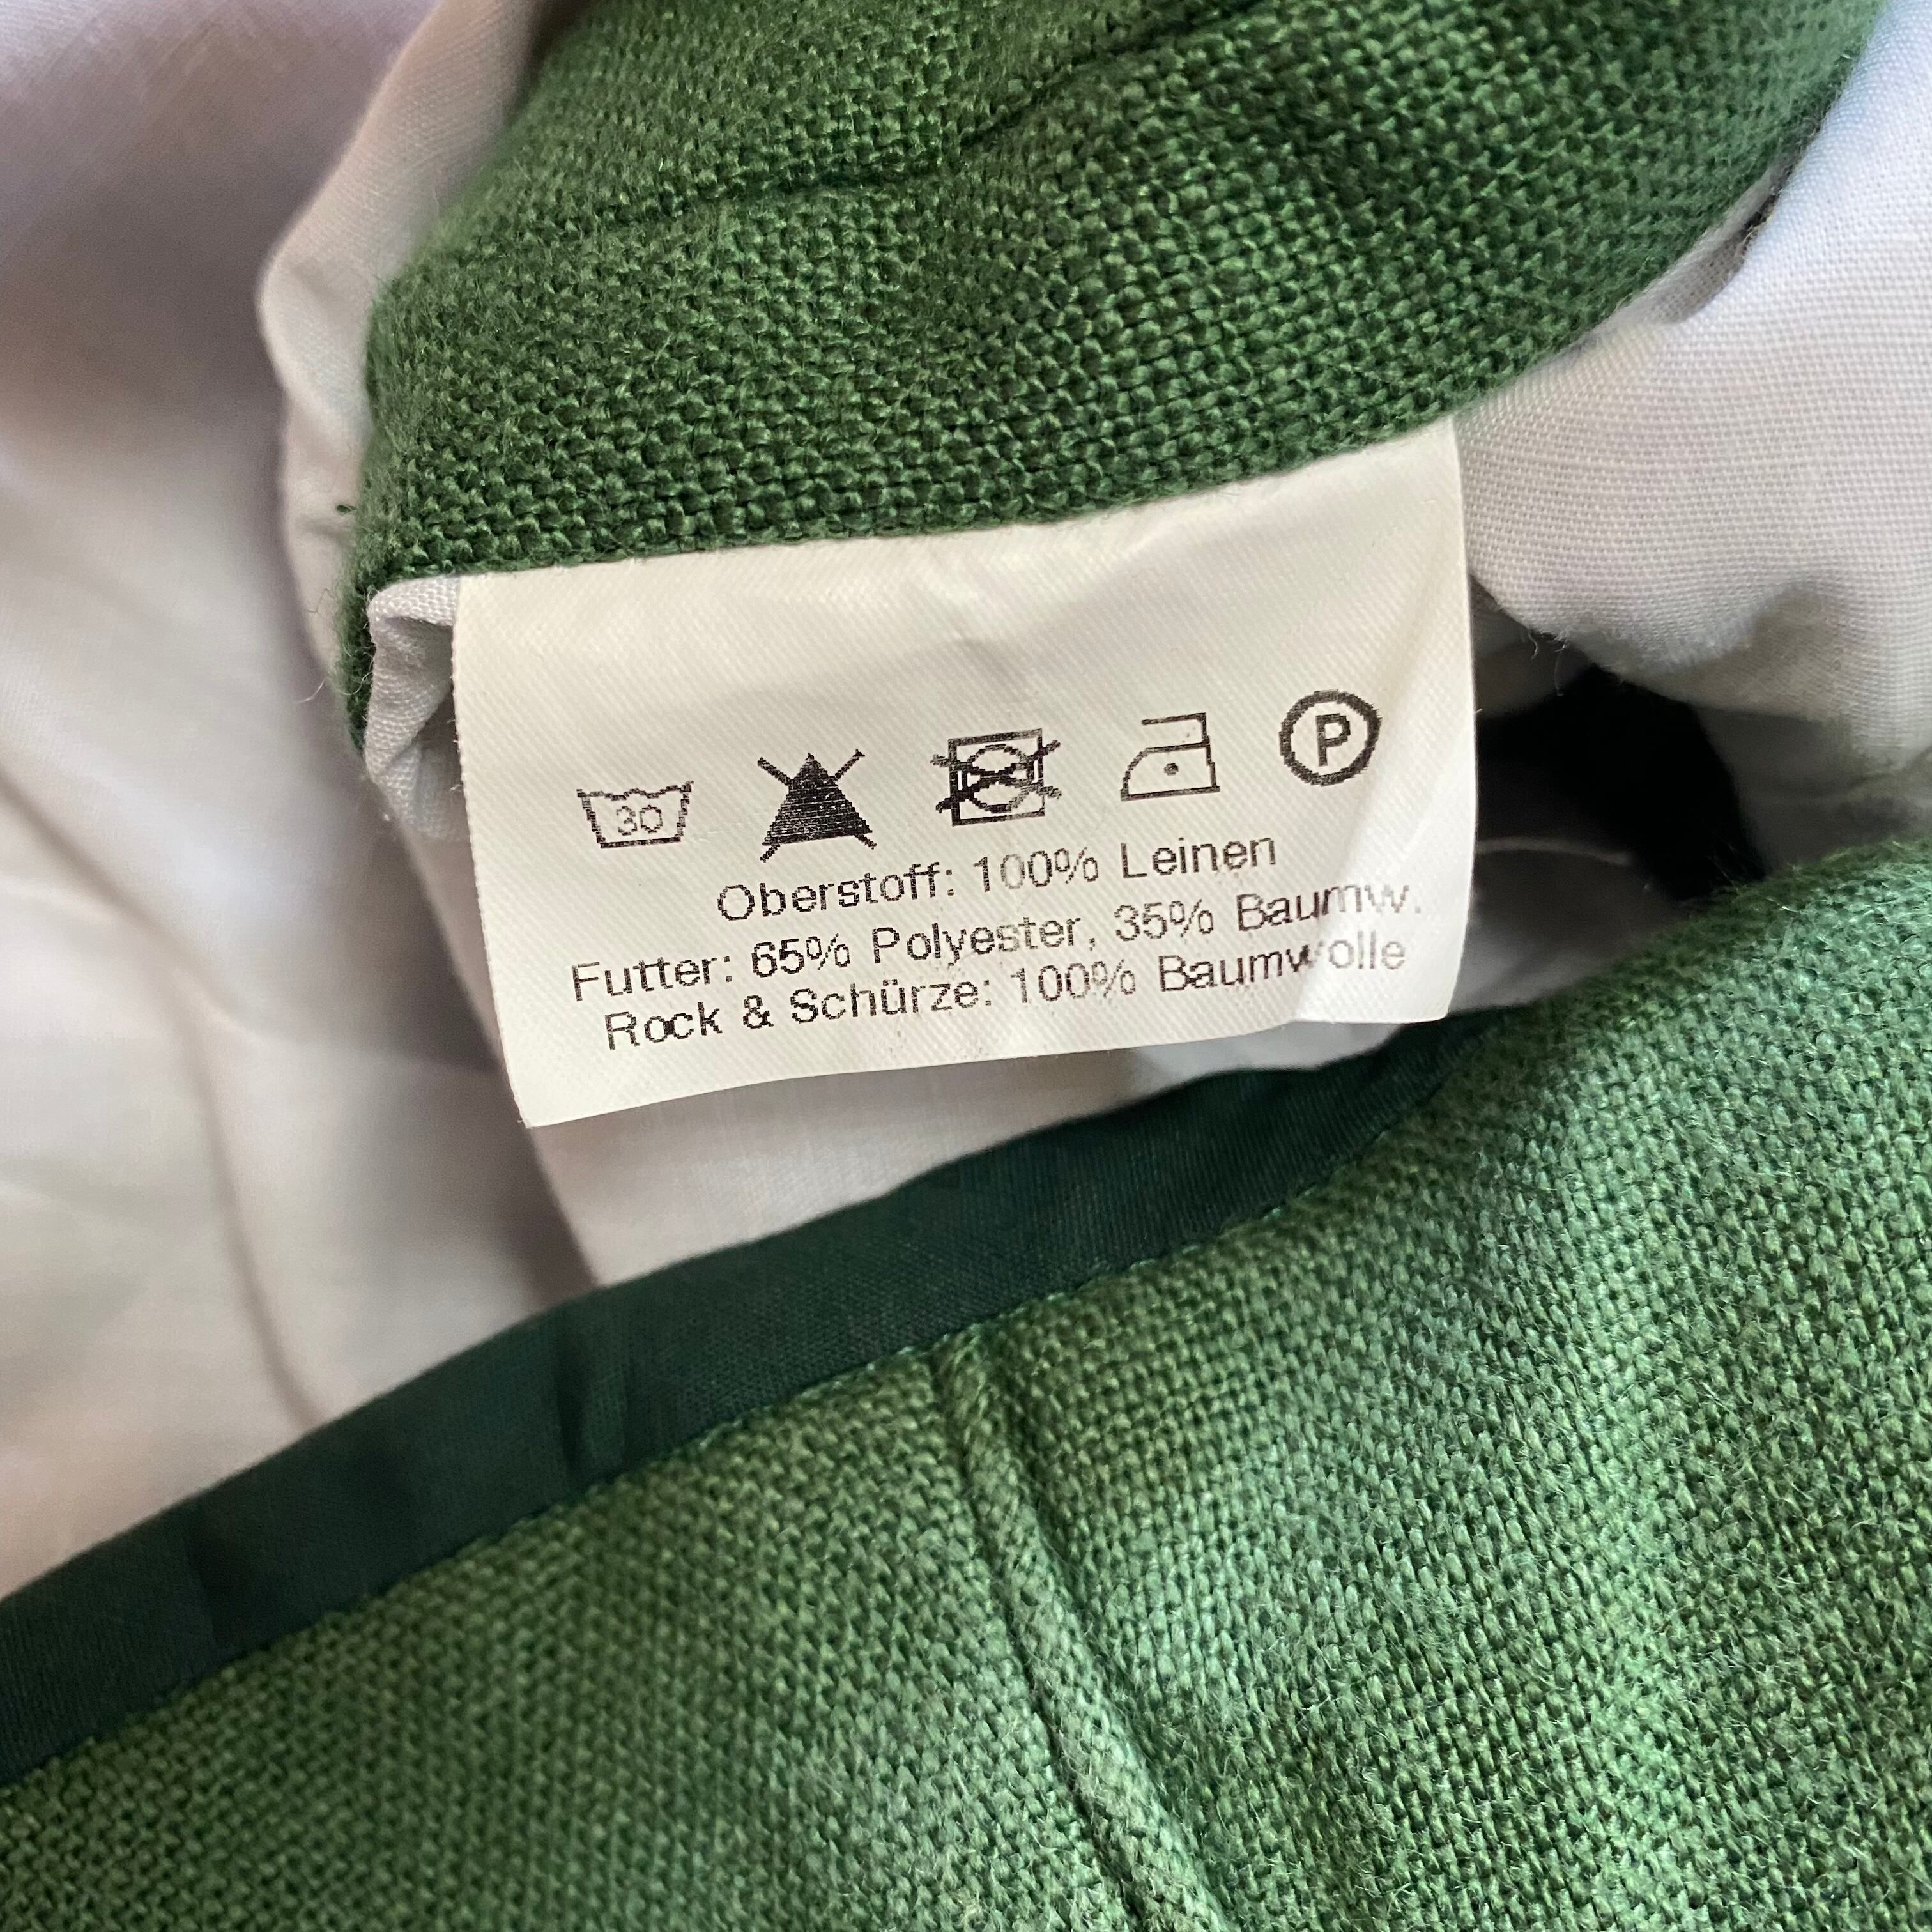 30
P
Oberstoff: 100% Leinen
Futter: 65% Polyester, 35% Baumw.
Rock & Schürze: 100% Baumwolle